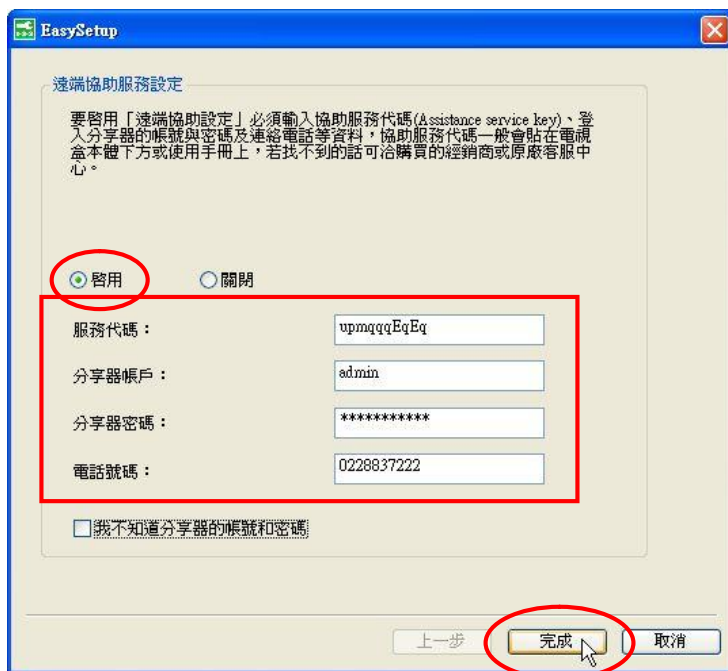 EasySetup
遠端協助服務設定
要啓用「遠端協助設定」必須輸入協助服務代碼(Assistance service key)、登
入分享器的帳號與密碼及連絡電話等資料，協助服務代碼一般會貼在電視
盒本體下方或使用手冊上，若找不到的話可洽購買的經銷商或原廠客服中
心。
啓用 關閉
服務代碼： upmqqqEqEq
分享器帳戶： admin
分享器密碼： ***********
電話號碼： 0228837222
我不知道分享器的帳號和密碼
上一步 完成 取消